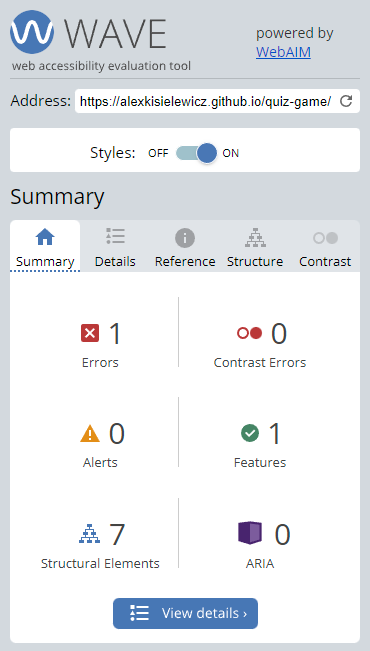 WAVE
web accessibility evaluation tool
powered by
WebAIM
Address: https://alexkisielewicz.github.io/quiz-game/
Styles: OFF ON
Summary
Summary Details Reference Structure Contrast
1 0
Errors Contrast Errors
0 1
Alerts Features
7 0
Structural Elements ARIA
View details ›